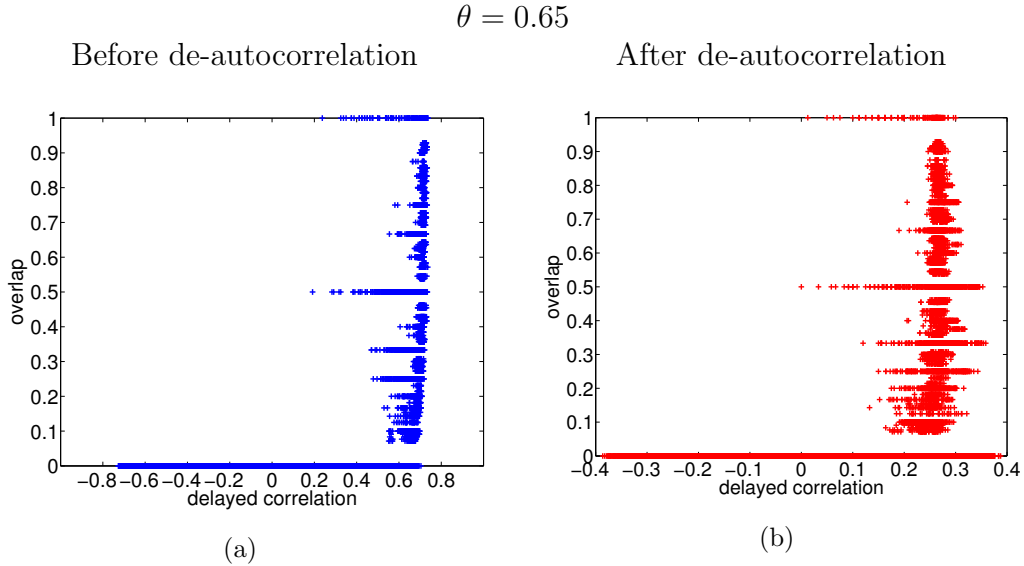 θ = 0.65
Before de-autocorrelation
After de-autocorrelation
1
0.9
0.8
0.7
0.6
0.5
0.4
0.3
0.2
0.1
0
overlap
−0.8 −0.6 −0.4 −0.2 0 0.2 0.4 0.6 0.8
delayed correlation
(a)
1
0.9
0.8
0.7
0.6
0.5
0.4
0.3
0.2
0.1
0
overlap
−0.4 −0.3 −0.2 −0.1 0 0.1 0.2 0.3 0.4
delayed correlation
(b)